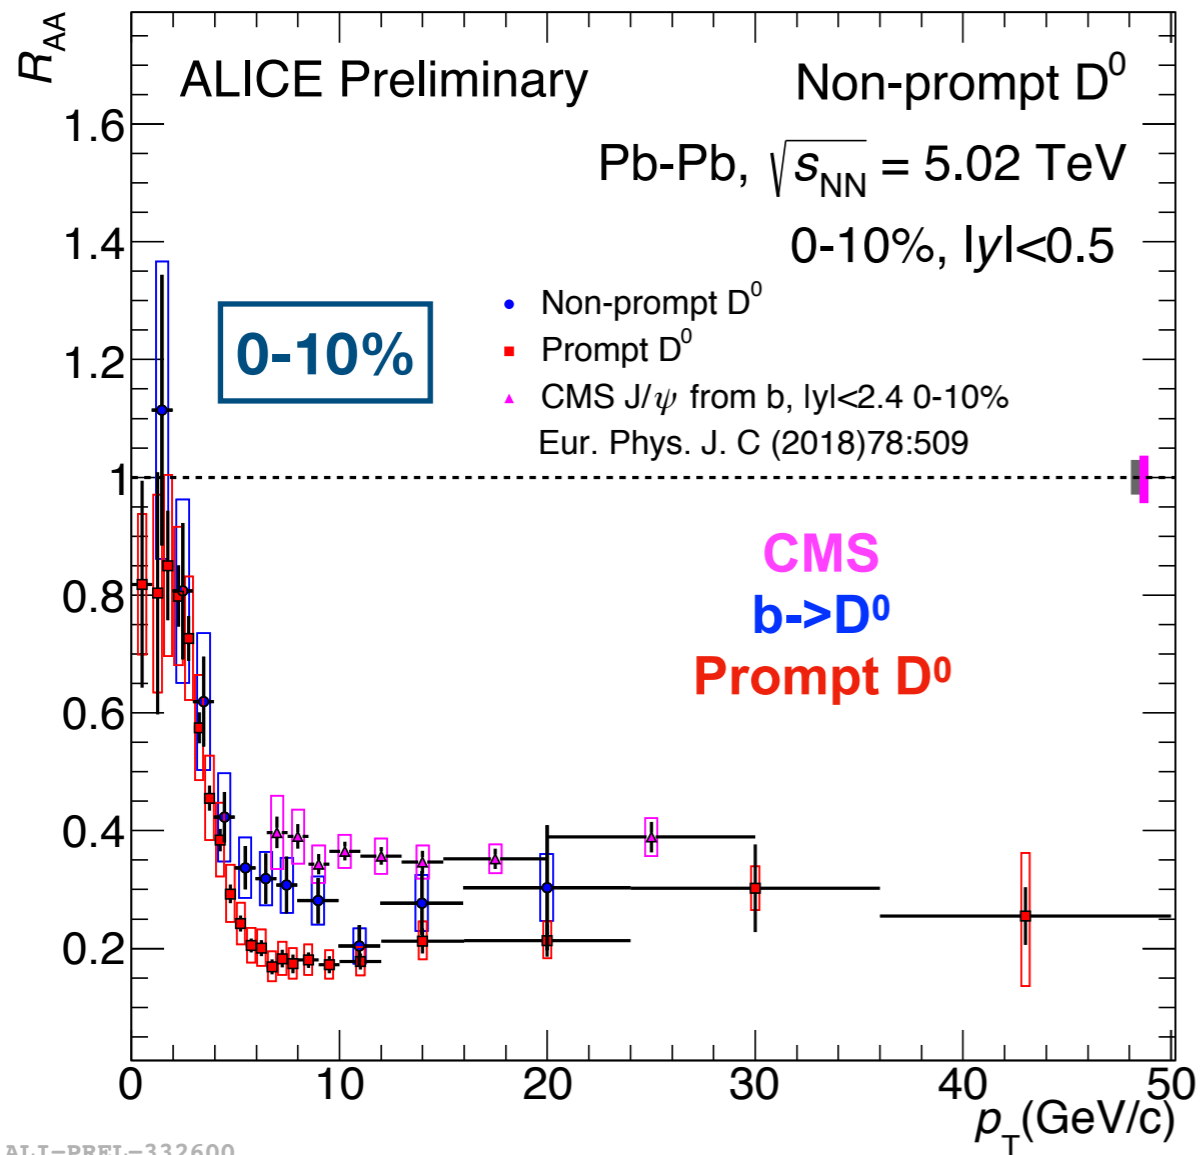 R_AA
ALICE Preliminary
Non-prompt D⁰
Pb-Pb, √s_NN = 5.02 TeV
0-10%, |y|<0.5
Non-prompt D⁰
Prompt D⁰
CMS J/ψ from b, |y|<2.4 0-10%
Eur. Phys. J. C (2018)78:509
0-10%
CMS
b->D⁰
Prompt D⁰
1.6
1.4
1.2
1
0.8
0.6
0.4
0.2
0 10 20 30 40 50
p_T(GeV/c)
ALI-PREL-332600